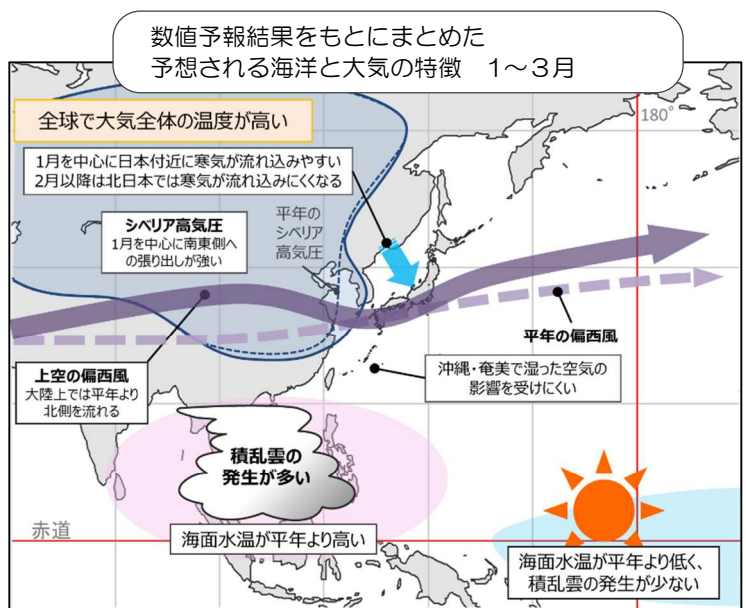 数値予報結果をもとにまとめた
予想される海洋と大気の特徴　1～3月
180°
全球で大気全体の温度が高い
1月を中心に日本付近に寒気が流れ込みやすい
2月以降は北日本では寒気が流れ込みにくくなる
シベリア高気圧
1月を中心に南東側へ
の張り出しが強い
平年の
シベリア
高気圧
平年の偏西風
上空の偏西風
大陸上では平年より
北側を流れる
沖縄・奄美で湿った空気の
影響を受けにくい
積乱雲の
発生が多い
赤道
海面水温が平年より高い
海面水温が平年より低く、
積乱雲の発生が少ない